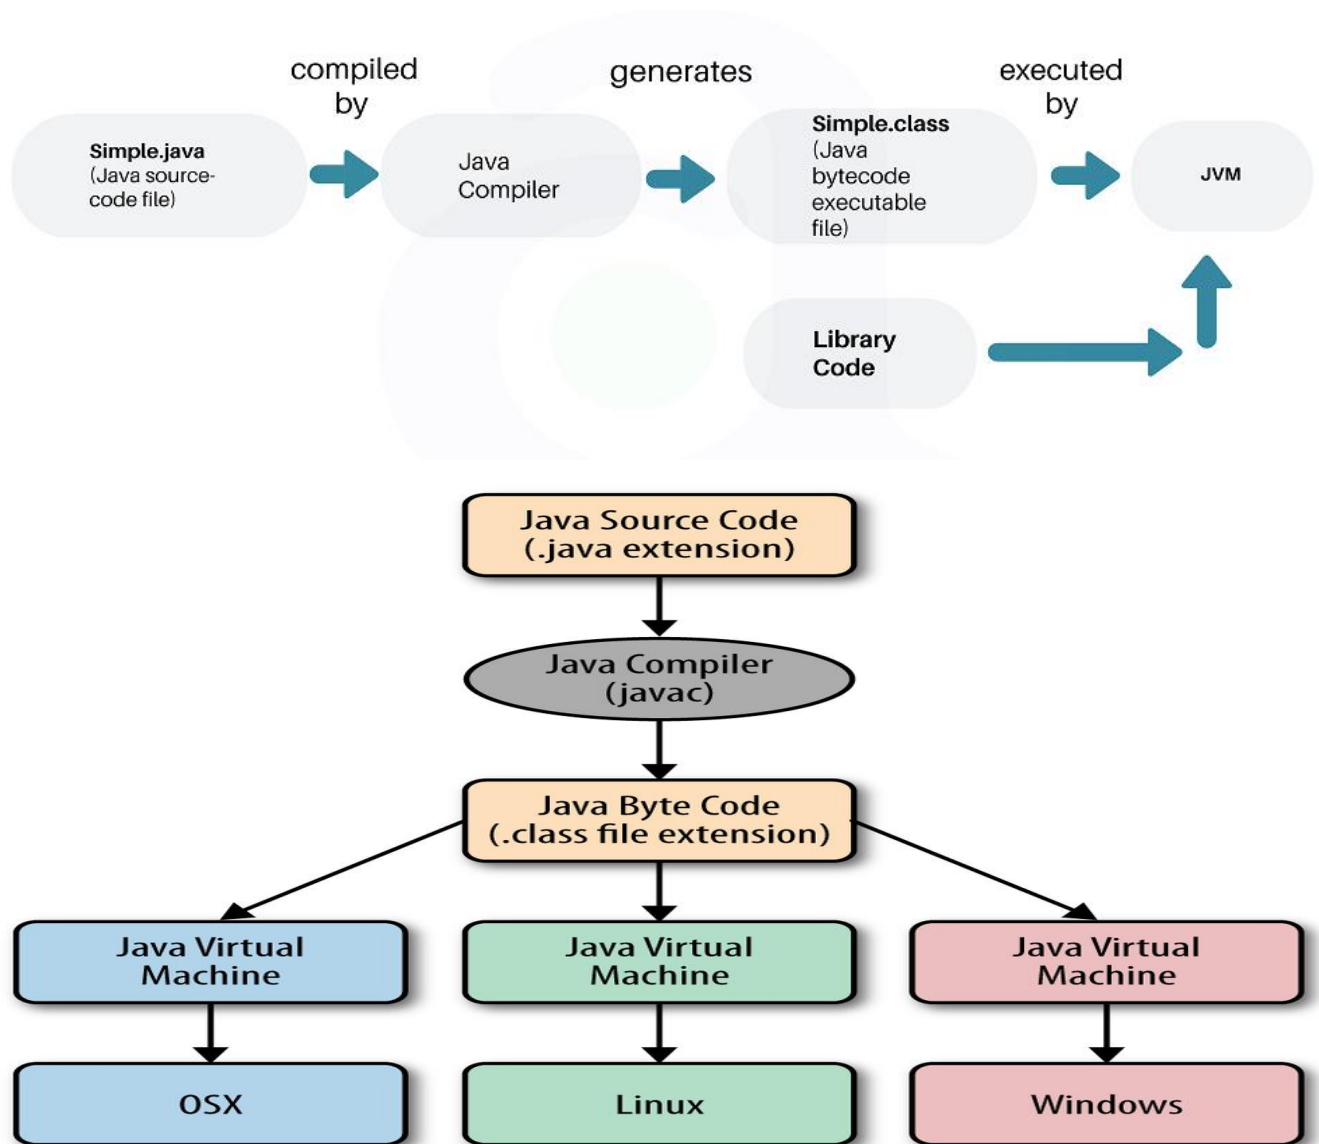 compiled
by
generates
executed
by
Simple.java
(Java source-
code file)
Java
Compiler
Simple.class
(Java
bytecode
executable
file)
JVM
Library
Code
Java Source Code
(.java extension)
Java Compiler
(javac)
Java Byte Code
(.class file extension)
Java Virtual
Machine
Java Virtual
Machine
Java Virtual
Machine
OSX
Linux
Windows